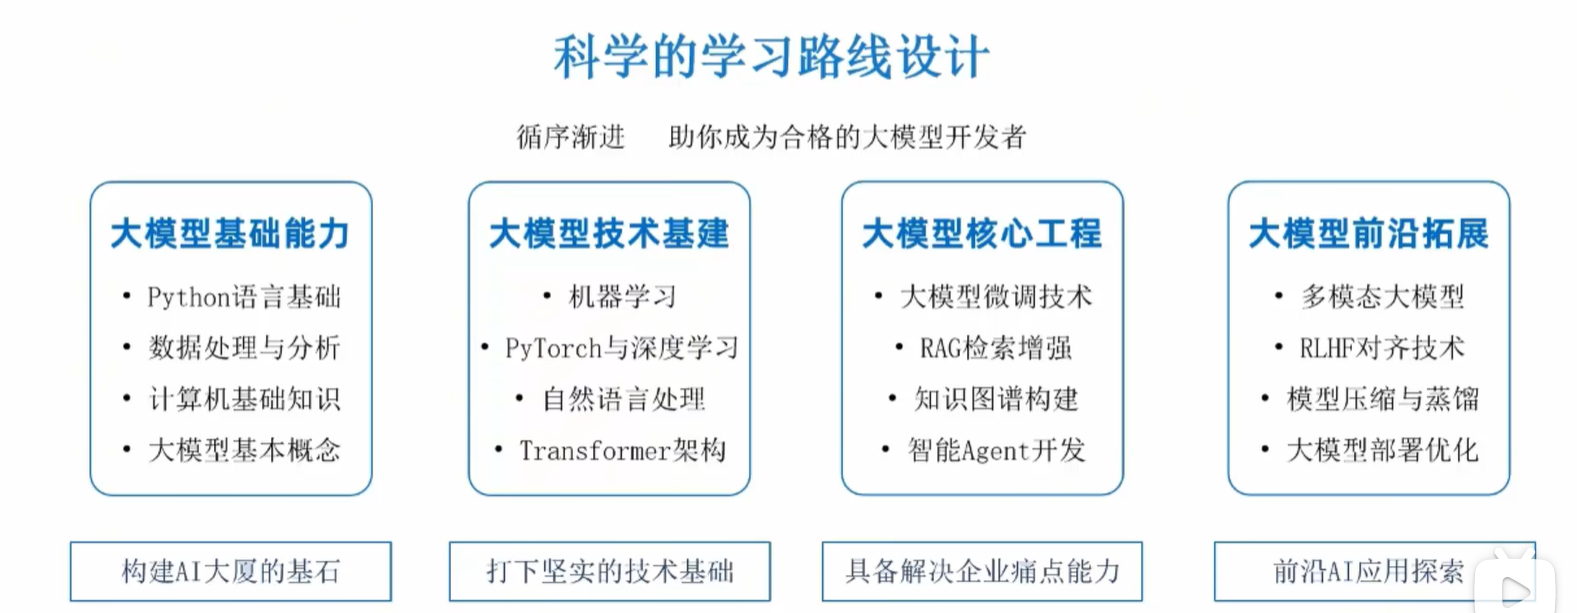 科学的学习路线设计
循序渐进 助你成为合格的大模型开发者
大模型基础能力
• Python语言基础
• 数据处理与分析
• 计算机基础知识
• 大模型基本概念
构建AI大厦的基石
大模型技术基建
• 机器学习
• PyTorch与深度学习
• 自然语言处理
• Transformer架构
打下坚实的技术基础
大模型核心工程
• 大模型微调技术
• RAG检索增强
• 知识图谱构建
• 智能Agent开发
具备解决企业痛点能力
大模型前沿拓展
• 多模态大模型
• RLHF对齐技术
• 模型压缩与蒸馏
• 大模型部署优化
前沿AI应用探索